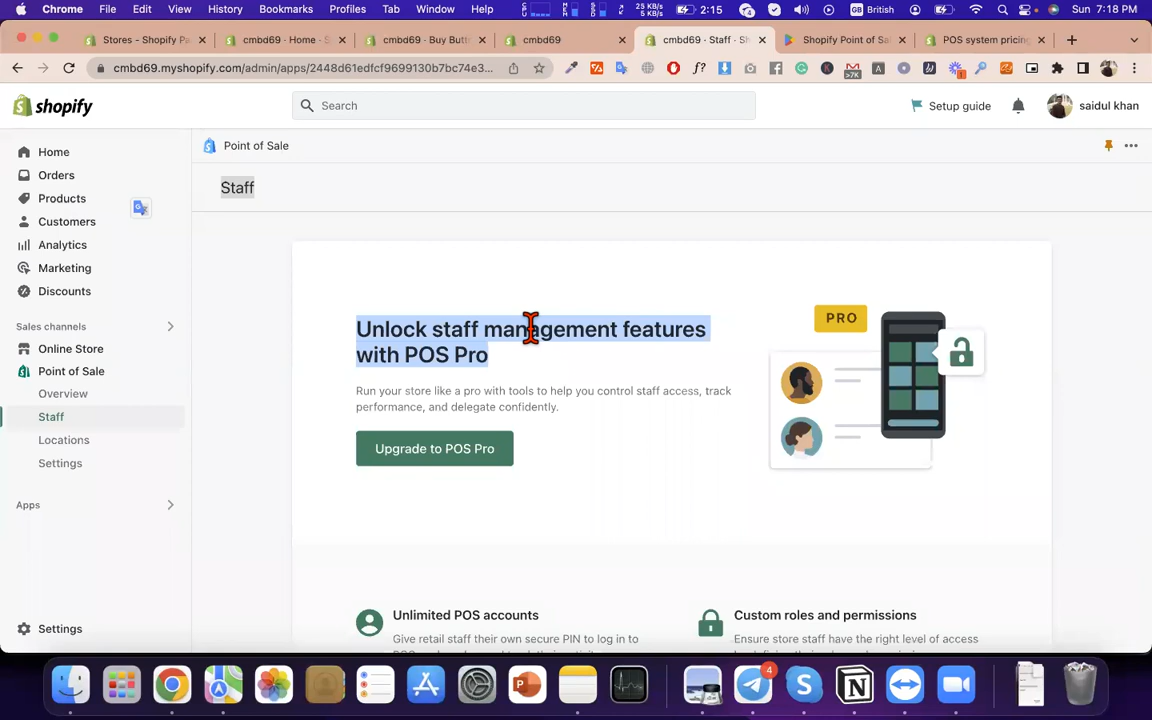 Chrome File Edit View History Bookmarks Profiles Tab Window Help 25 KB/s 5 KB/s 2:15 British Sun 7:18 PM
Stores - Shopify Pa
cmbd69 · Home · S
cmbd69 · Buy Butt
cmbd69
cmbd69 · Staff · Sh
Shopify Point of Sa
POS system pricin
cmbd69.myshopify.com/admin/apps/2448d61edfcf9699130b7bc74e3...
shopify
Search
Setup guide
saidul khan
Home
Orders
Products
Customers
Analytics
Marketing
Discounts
Sales channels
Online Store
Point of Sale
Overview
Staff
Locations
Settings
Apps
Settings
Point of Sale
Staff
Unlock staff management features
with POS Pro
Run your store like a pro with tools to help you control staff access, track
performance, and delegate confidently.
Upgrade to POS Pro
PRO
Unlimited POS accounts
Give retail staff their own secure PIN to log in to
Custom roles and permissions
Ensure store staff have the right level of access
4